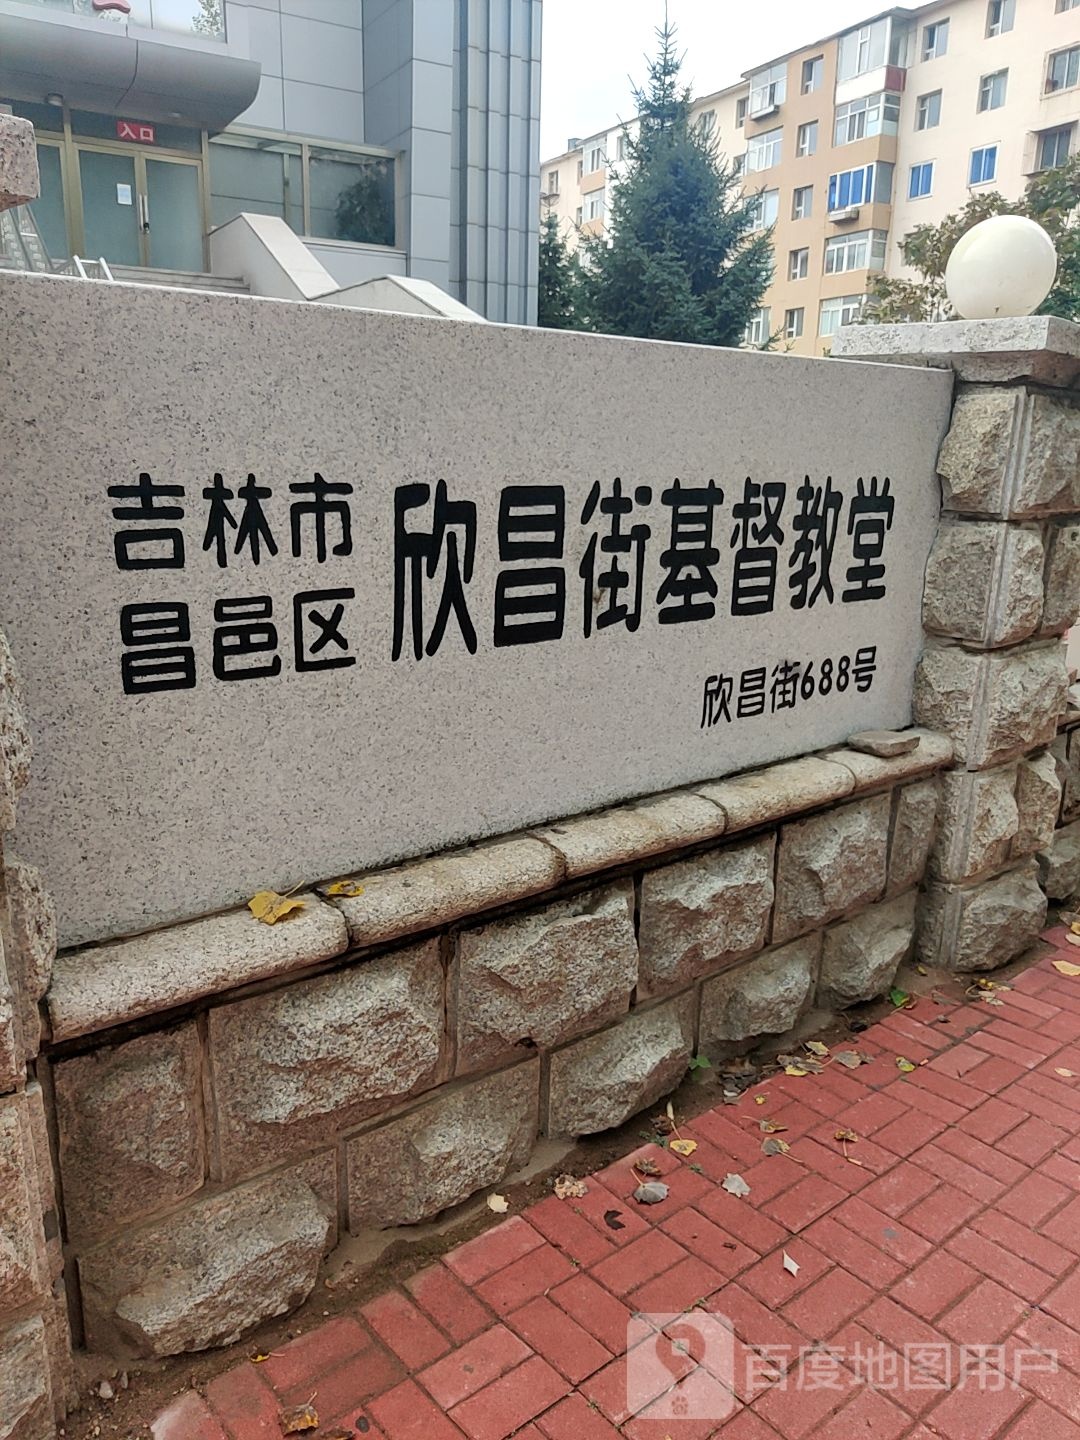 入口
吉林市
昌邑区
欣昌街基督教堂
欣昌街688号
百度地图用户